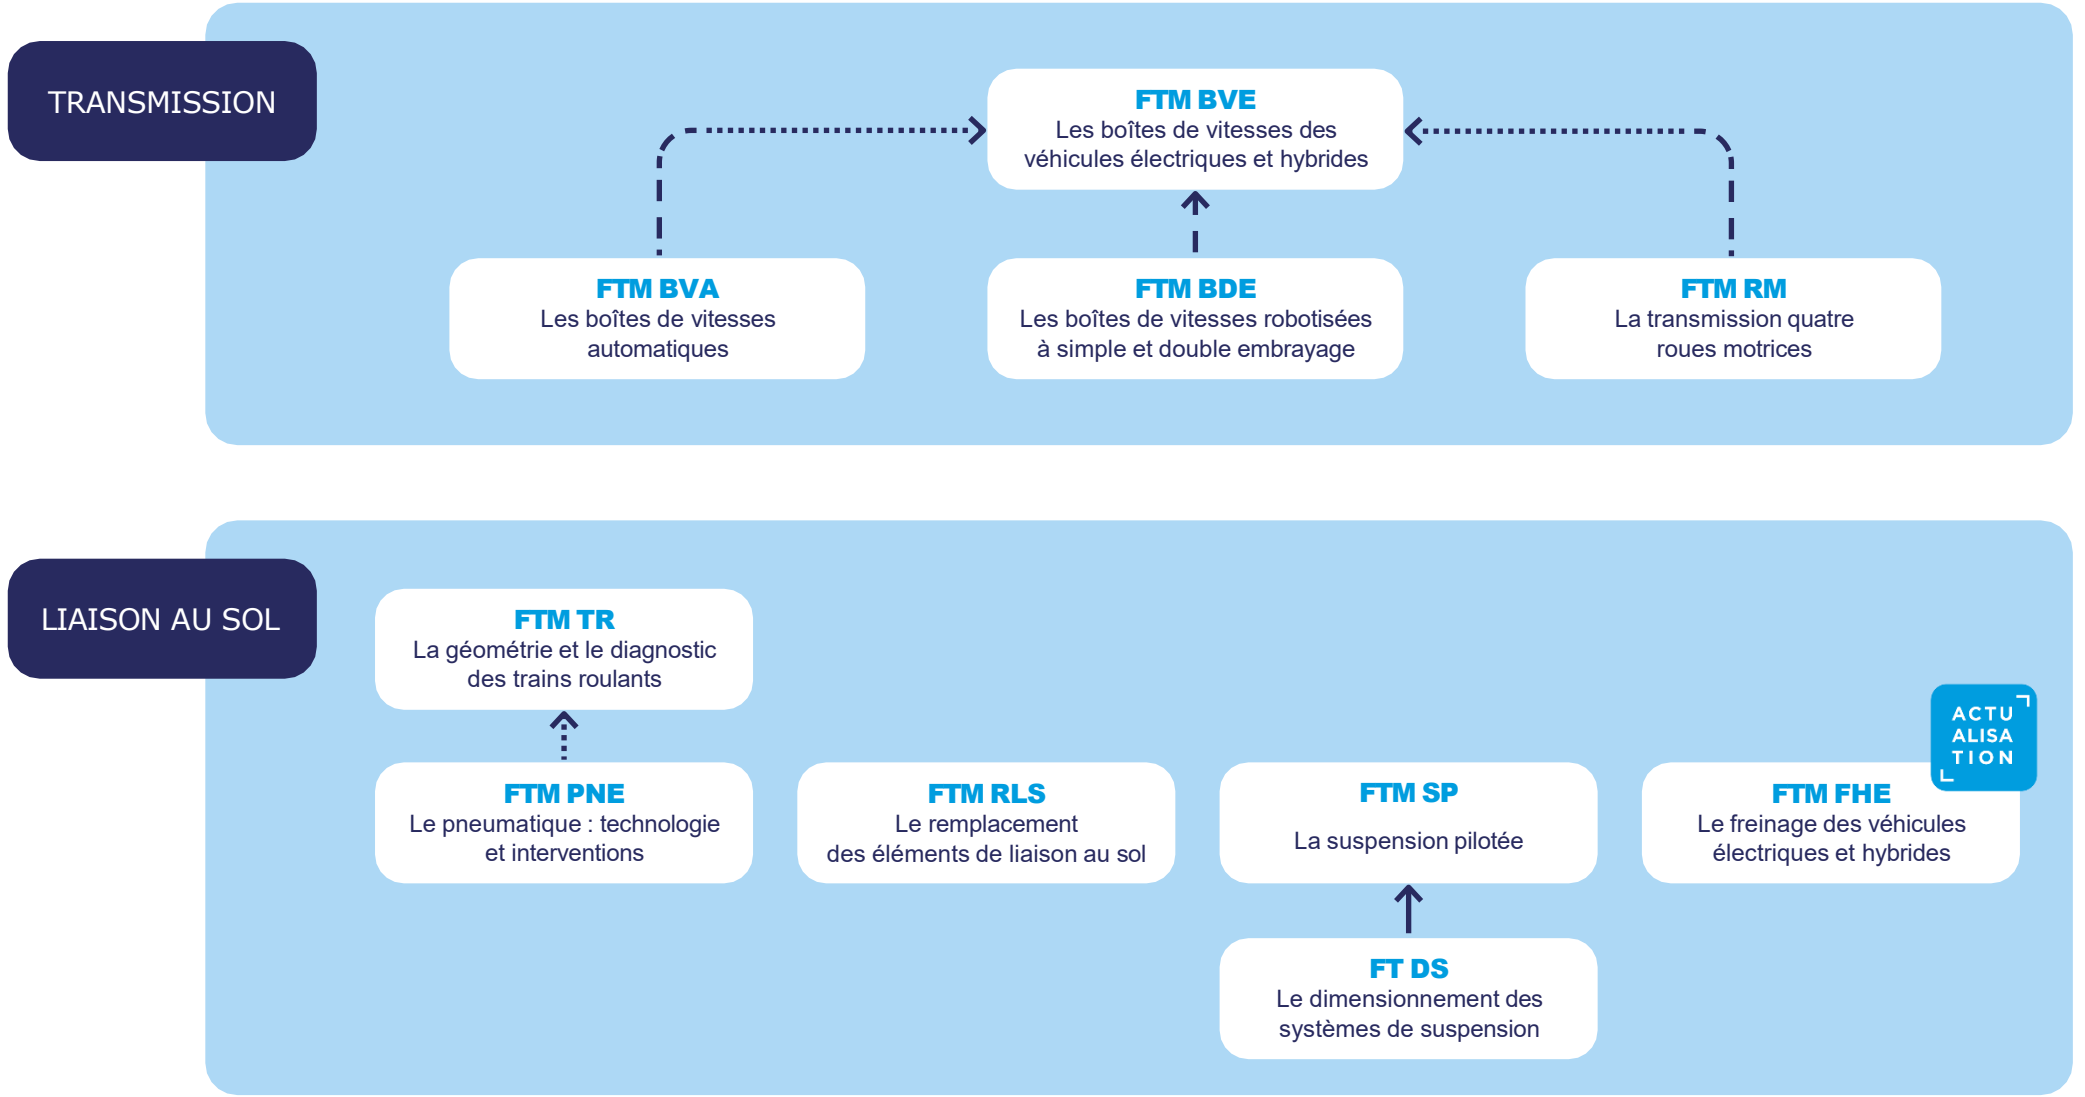 TRANSMISSION
FTM BVE
Les boîtes de vitesses des
véhicules électriques et hybrides
FTM BVA
Les boîtes de vitesses
automatiques
FTM BDE
Les boîtes de vitesses robotisées
à simple et double embrayage
FTM RM
La transmission quatre
roues motrices
LIAISON AU SOL
FTM TR
La géométrie et le diagnostic
des trains roulants
FTM PNE
Le pneumatique : technologie
et interventions
FTM RLS
Le remplacement
des éléments de liaison au sol
FTM SP
La suspension pilotée
ACTU
ALISA
TION
FTM FHE
Le freinage des véhicules
électriques et hybrides
FT DS
Le dimensionnement des
systèmes de suspension